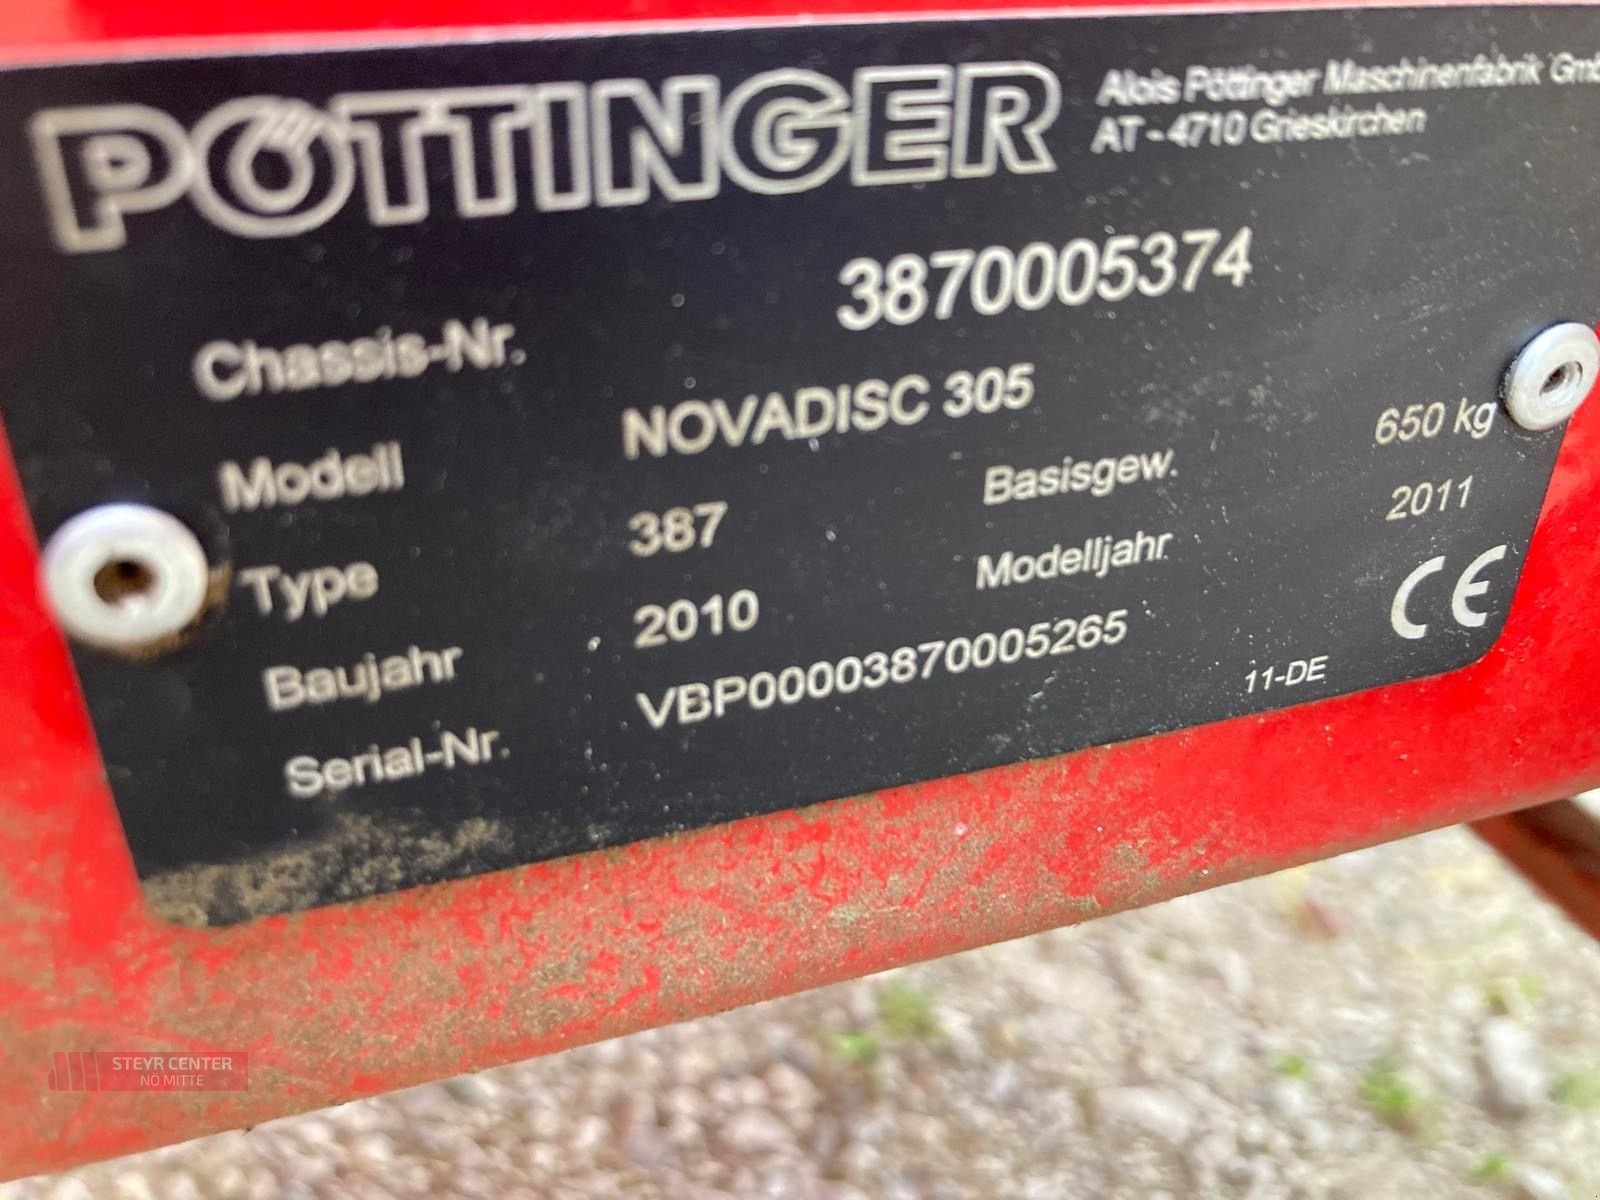 PÖTTINGER
Alois Pöttinger Maschinenfabrik Gmb
AT - 4710 Grieskirchen
Chassis-Nr. 3870005374
Modell NOVADISC 305
Type 387 Basisgew. 650 kg
Baujahr 2010 Modelljahr 2011
Serial-Nr. VBP00003870005265
CE
11-DE
STEYR CENTER
NÖ MITTE